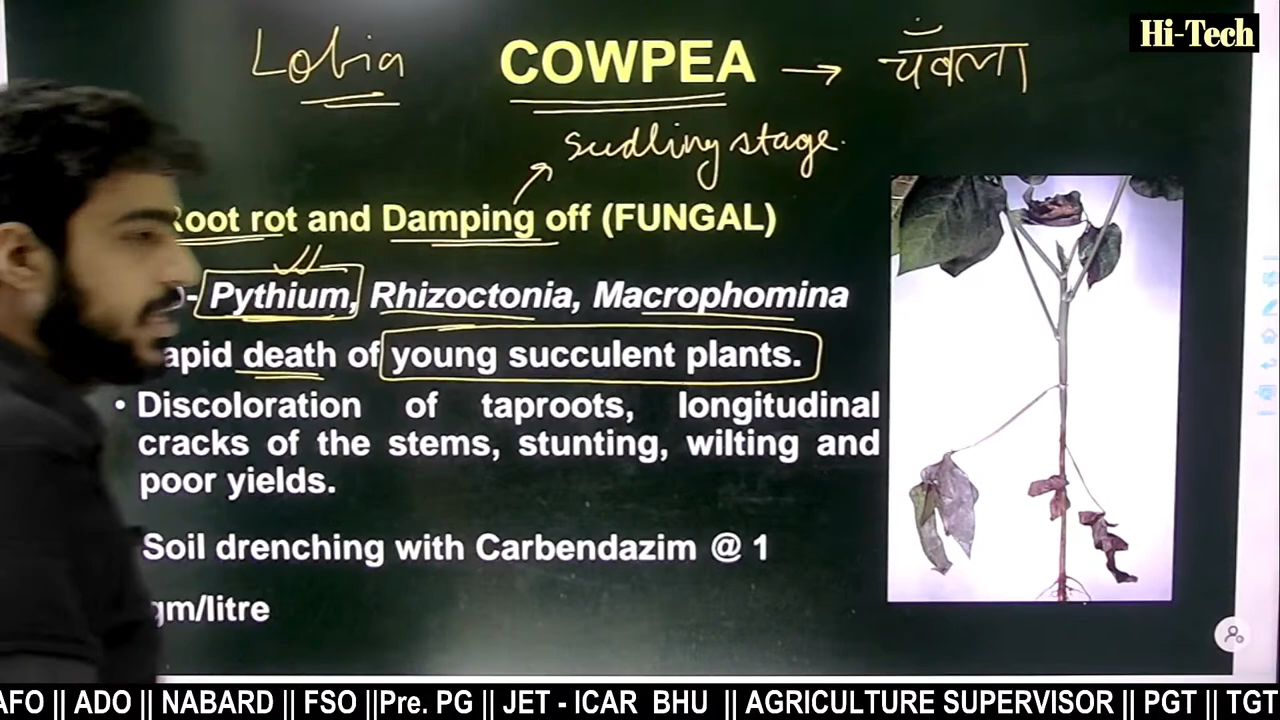 Hi-Tech
Lobia COWPEA → चँवला
seedling stage.
Root rot and Damping off (FUNGAL)
- Pythium, Rhizoctonia, Macrophomina
apid death of young succulent plants.
• Discoloration of taproots, longitudinal
cracks of the stems, stunting, wilting and
poor yields.
Soil drenching with Carbendazim @ 1
gm/litre
AFO || ADO || NABARD || FSO ||Pre. PG || JET - ICAR BHU || AGRICULTURE SUPERVISOR || PGT || TGT